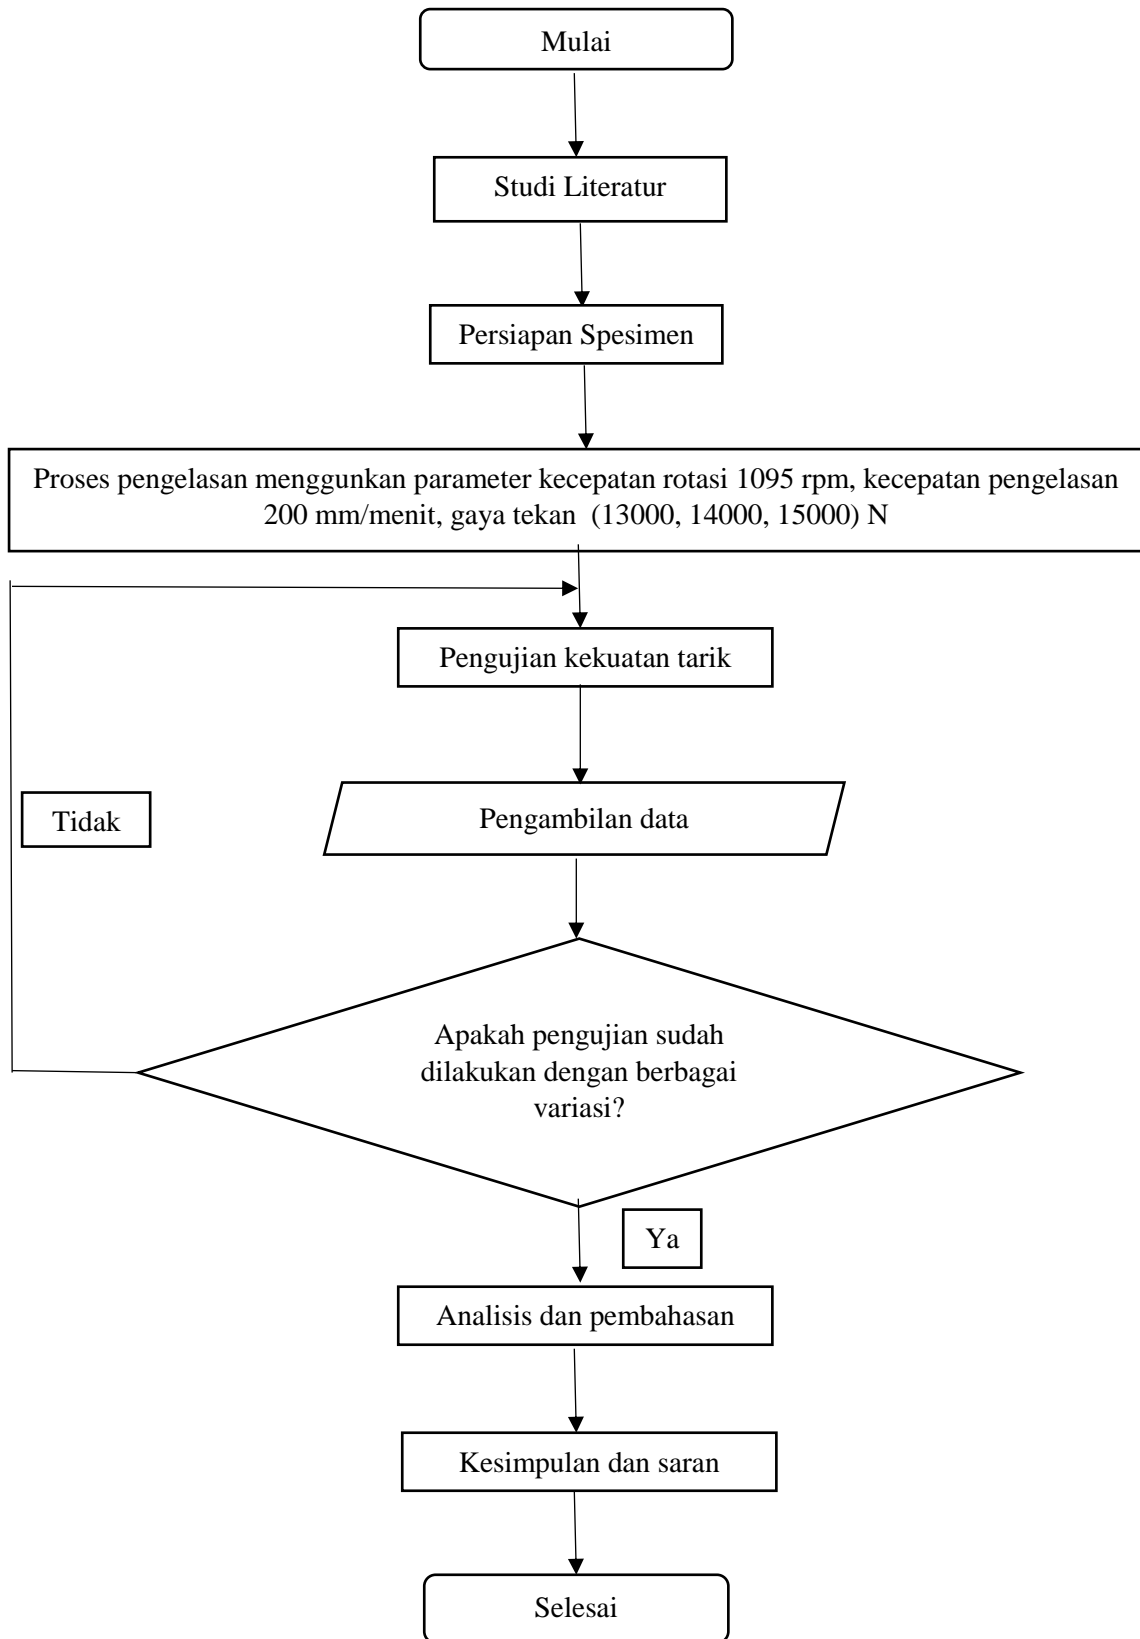 Mulai
Studi Literatur
Persiapan Spesimen
Proses pengelasan menggunkan parameter kecepatan rotasi 1095 rpm, kecepatan pengelasan
200 mm/menit, gaya tekan (13000, 14000, 15000) N
Pengujian kekuatan tarik
Tidak
Pengambilan data
Apakah pengujian sudah
dilakukan dengan berbagai
variasi?
Ya
Analisis dan pembahasan
Kesimpulan dan saran
Selesai